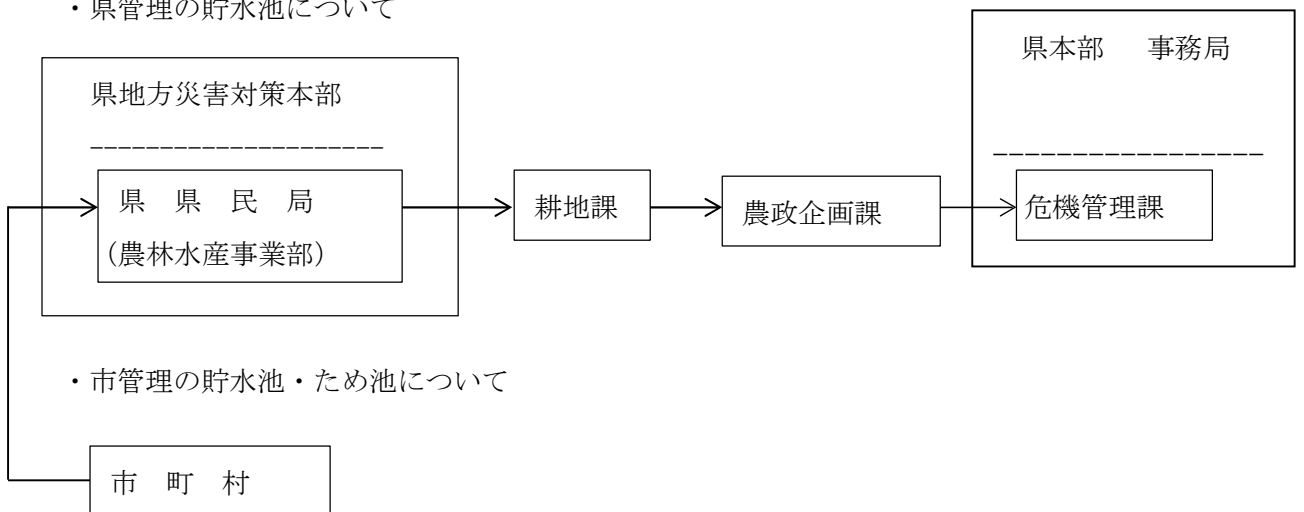 ・県管理の貯水池について
県本部 事務局
県地方災害対策本部
県 県 民 局
(農林水産事業部)
耕地課
農政企画課
危機管理課
・市管理の貯水池・ため池について
市 町 村